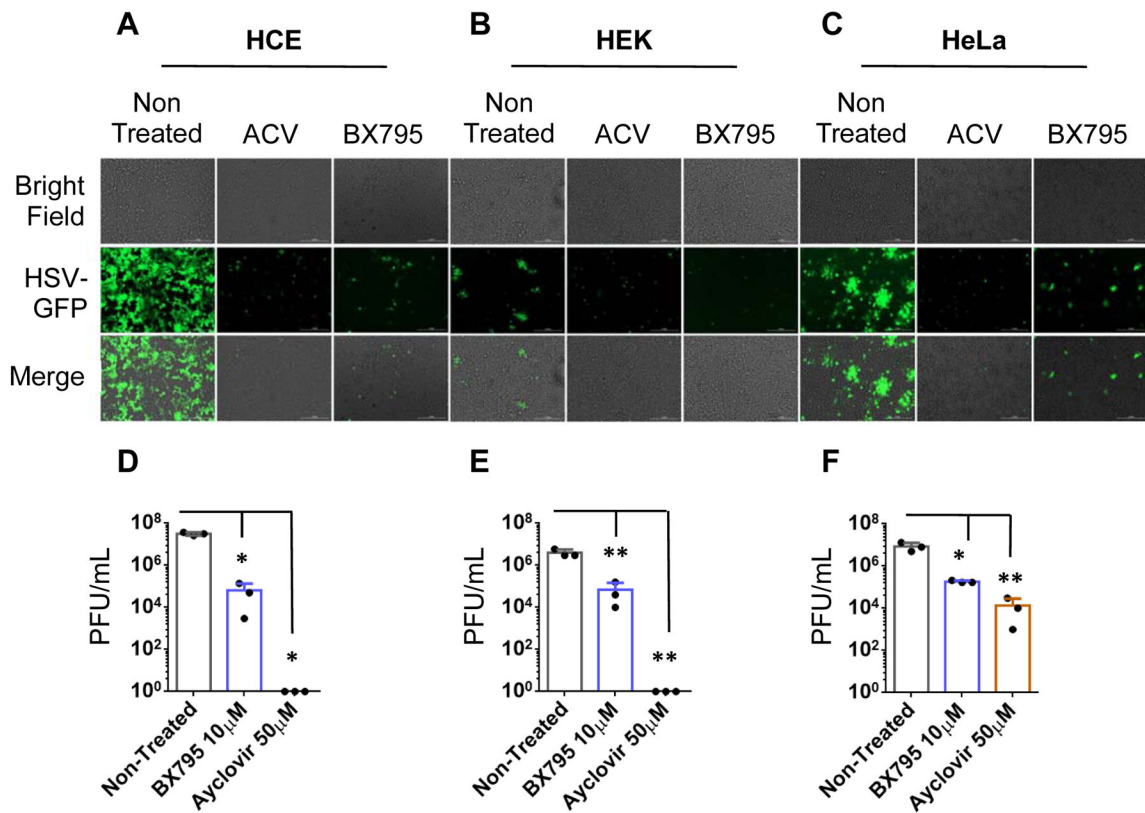 A
B
C
HCE
HEK
HeLa
Non
Treated
ACV
BX795
Non
Treated
ACV
BX795
Non
Treated
ACV
BX795
Bright
Field
HSV-
GFP
Merge
D
E
F
PFU/mL
10⁸
10⁶
10⁴
10²
10⁰
*
*
Non-Treated
BX795 10μM
Ayclovir 50μM
PFU/mL
10⁸
10⁶
10⁴
10²
10⁰
**
**
Non-Treated
BX795 10μM
Ayclovir 50μM
PFU/mL
10⁸
10⁶
10⁴
10²
10⁰
*
**
Non-Treated
BX795 10μM
Ayclovir 50μM